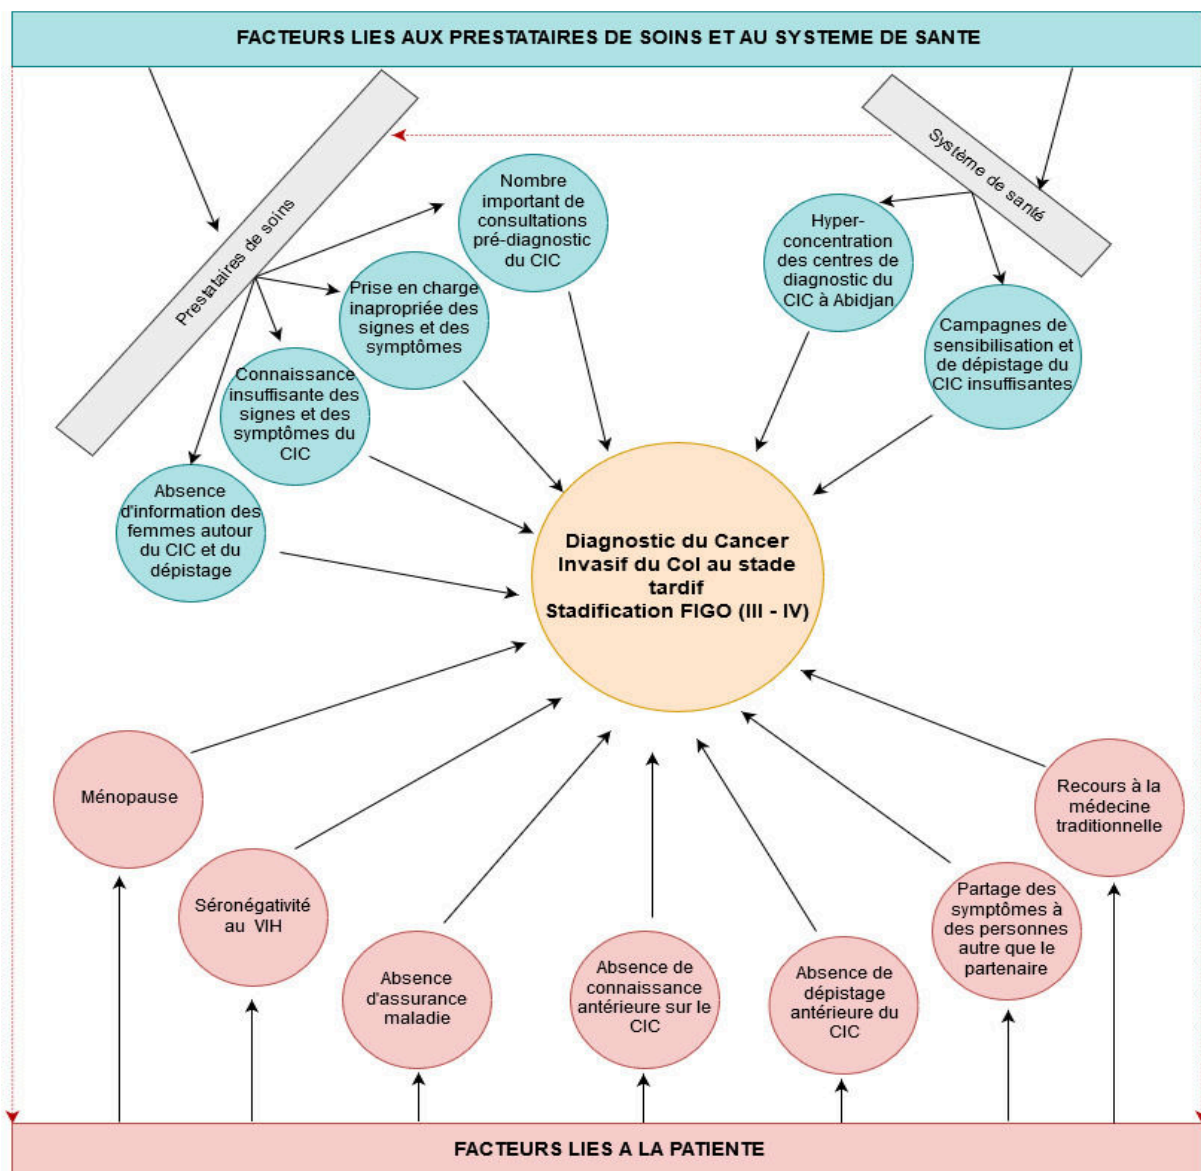 FACTEURS LIES AUX PRESTATAIRES DE SOINS ET AU SYSTEME DE SANTE
Prestataires de soins
Système de santé
Nombre
important de
consultations
pré-diagnostic
du CIC
Hyper-
concentration
des centres de
diagnostic du
CIC à Abidjan
Prise en charge
inapropriée des
signes et des
symptômes
Campagnes de
sensibilisation et
de dépistage du
CIC insuffisantes
Connaissance
insuffisante des
signes et des
symptômes du
CIC
Absence
d'information des
femmes autour
du CIC et du
dépistage
Diagnostic du Cancer
Invasif du Col au stade
tardif
Stadification FIGO (III - IV)
Ménopause
Séronégativité
au VIH
Absence
d'assurance
maladie
Absence de
connaissance
antérieure sur le
CIC
Absence de
dépistage
antérieure du
CIC
Partage des
symptômes à
des personnes
autre que le
partenaire
Recours à la
médecine
traditionnelle
FACTEURS LIES A LA PATIENTE